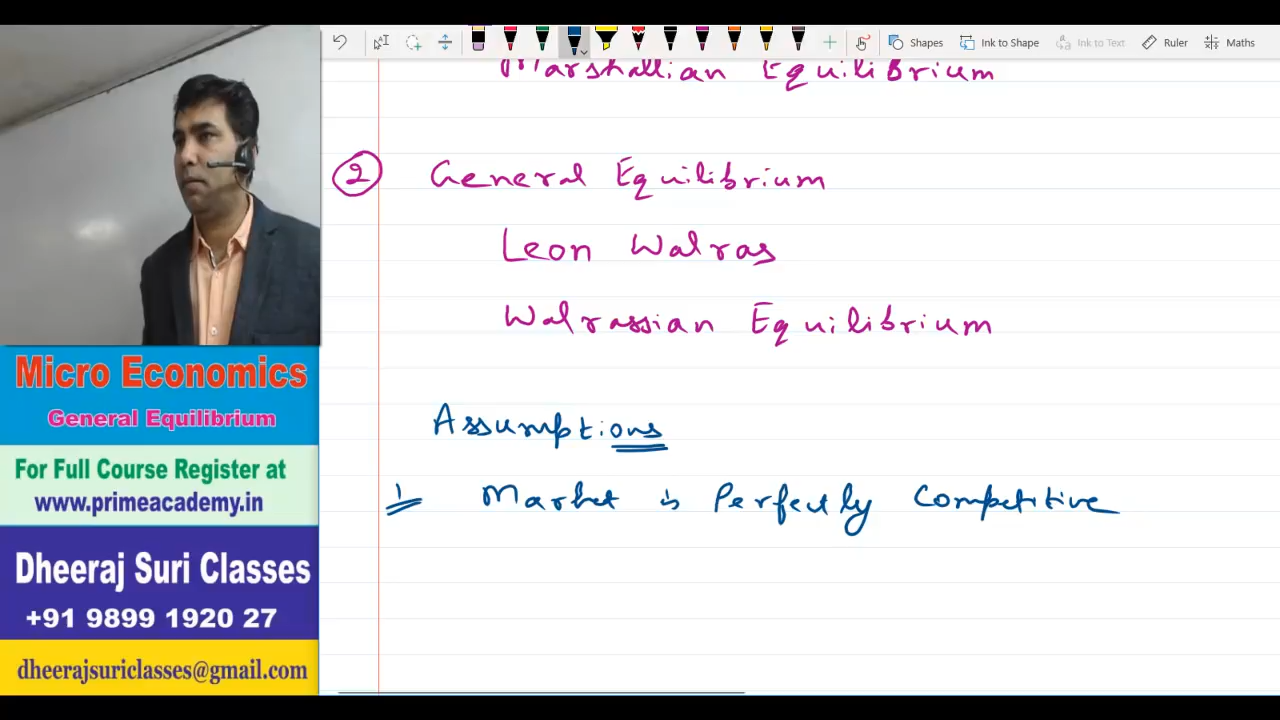 Shapes
Ink to Shape
Ink to Text
Ruler
Maths
Marshallian Equilibrium
2 General Equilibrium
Leon Walras
Walrassian Equilibrium
Assumptions
1 Market is Perfectly Competitive
Micro Economics
General Equilibrium
For Full Course Register at
www.primeacademy.in
Dheeraj Suri Classes
+91 9899 1920 27
dheerajsuriclasses@gmail.com